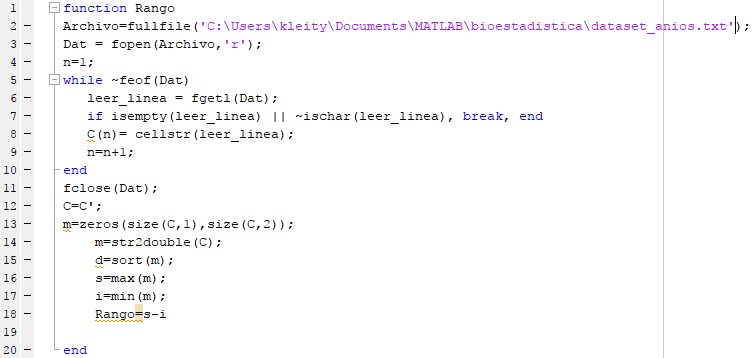 1 function Rango
2 Archivo=fullfile('C:\Users\kleity\Documents\MATLAB\bioestadistica\dataset_anios.txt');
3 Dat = fopen(Archivo,'r');
4 n=1;
5 while ~feof(Dat)
6 leer_linea = fgetl(Dat);
7 if isempty(leer_linea) || ~ischar(leer_linea), break, end
8 C(n)= cellstr(leer_linea);
9 n=n+1;
10 end
11 fclose(Dat);
12 C=C';
13 m=zeros(size(C,1),size(C,2));
14 m=str2double(C);
15 d=sort(m);
16 s=max(m);
17 i=min(m);
18 Rango=s-i
19
20 end